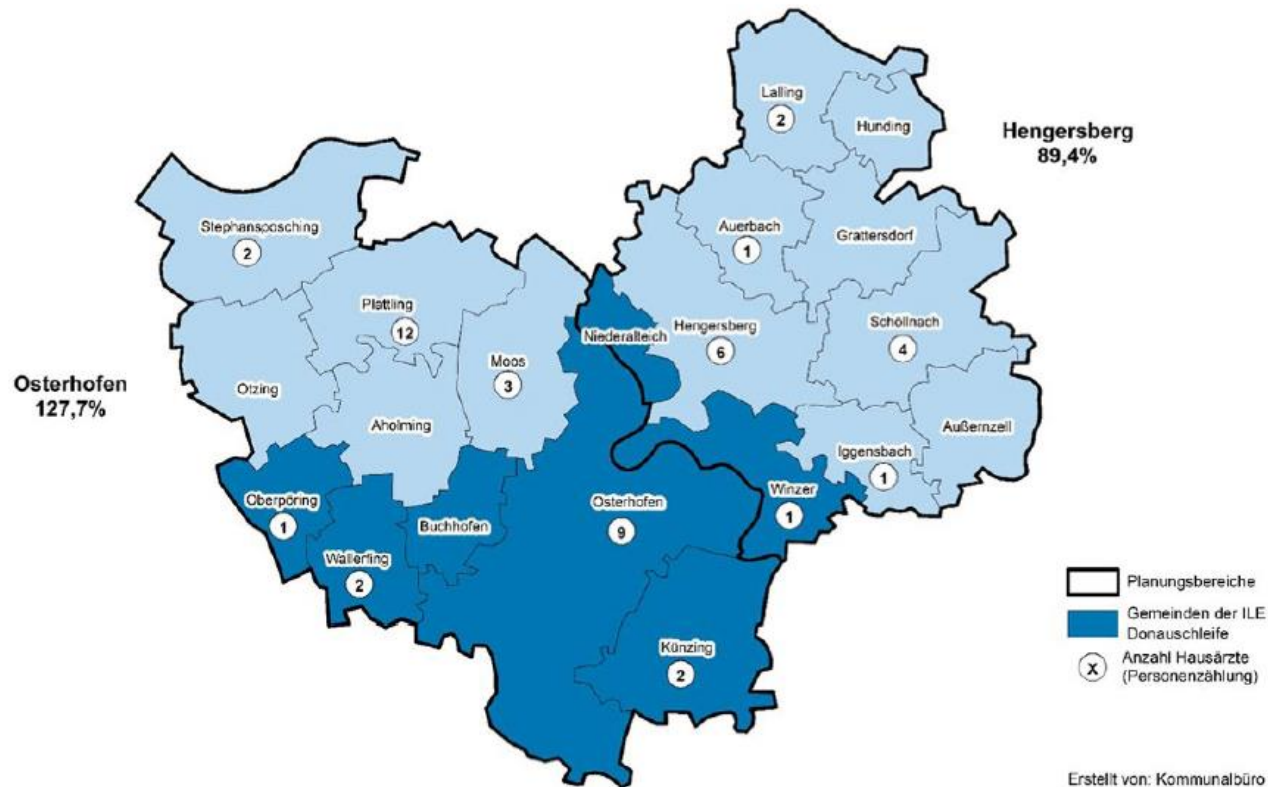 Lalling
2
Hunding
Hengersberg
89,4%
Stephansposching
2
Auerbach
1
Grattersdorf
Plattling
12
Niederalteich
Hengersberg
6
Schöllnach
4
Moos
3
Osterhofen
127,7%
Otzing
Aholming
Außernzell
Iggensbach
1
Oberpöring
1
Buchhofen
Osterhofen
9
Winzer
1
Wallerfing
2
Künzing
2
Planungsbereiche
Gemeinden der ILE
Donauschleife
X
Anzahl Hausärzte
(Personenzählung)
Erstellt von: Kommunalbüro